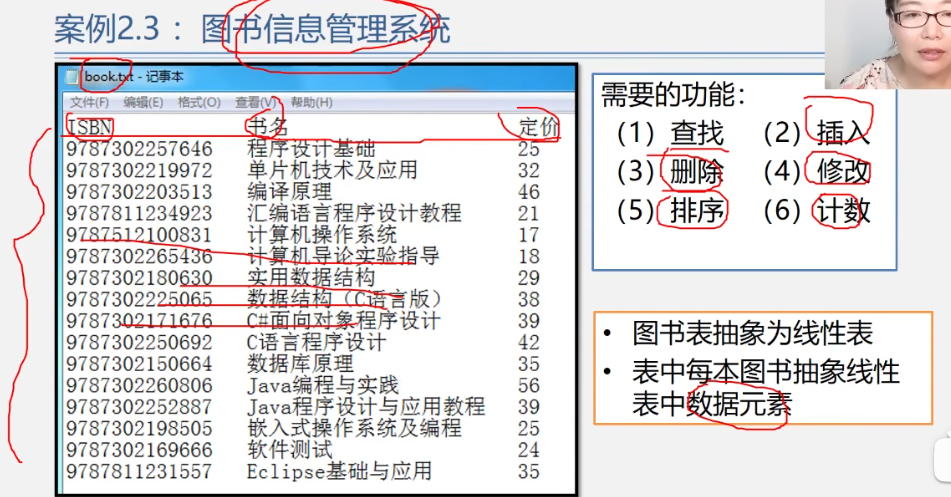 案例2.3：图书信息管理系统
book.txt - 记事本
文件(F) 编辑(E) 格式(O) 查看(V) 帮助(H)
ISBN 书名 定价
9787302257646 程序设计基础 25
9787302219972 单片机技术及应用 32
9787302203513 编译原理 46
9787811234923 汇编语言程序设计教程 21
9787512100831 计算机操作系统 17
9787302265436 计算机导论实验指导 18
9787302180630 实用数据结构 29
9787302225065 数据结构（C语言版） 38
9787302171676 C#面向对象程序设计 39
9787302250692 C语言程序设计 42
9787302150664 数据库原理 35
9787302260806 Java编程与实践 56
9787302252887 Java程序设计与应用教程 39
9787302198505 嵌入式操作系统及编程 25
9787302169666 软件测试 24
9787811231557 Eclipse基础与应用 35
需要的功能：
（1）查找 （2）插入
（3）删除 （4）修改
（5）排序 （6）计数
• 图书表抽象为线性表
• 表中每本图书抽象线性
表中数据元素